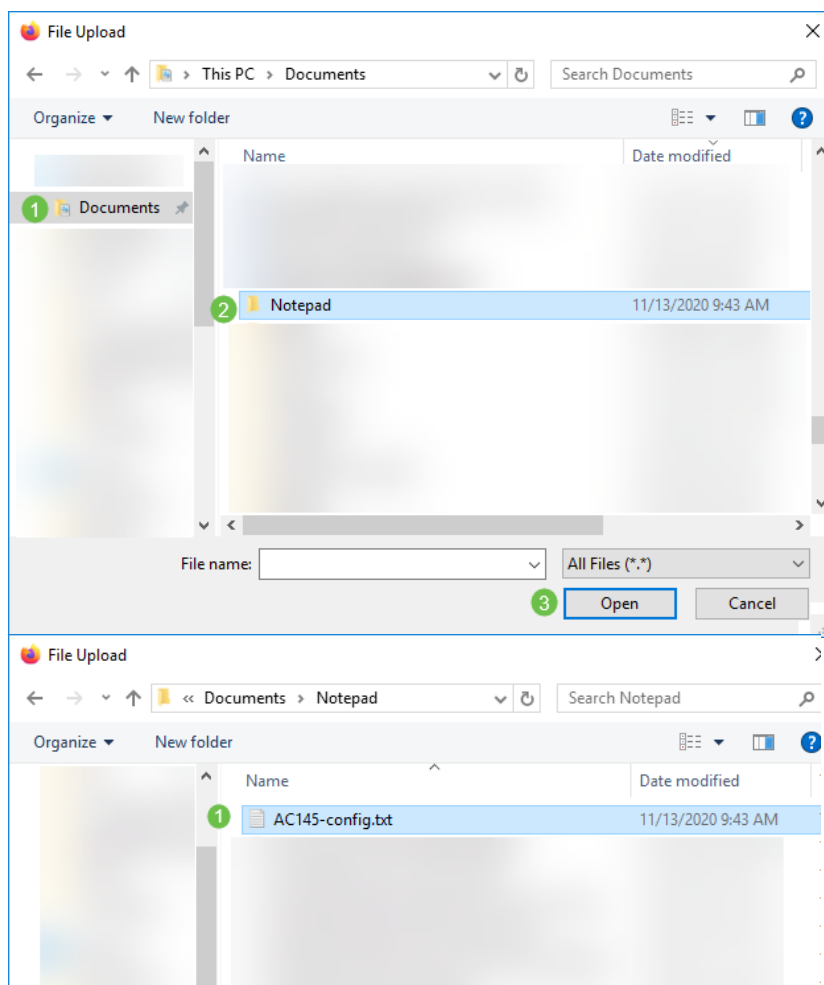 File Upload
This PC > Documents
Search Documents
Organize
New folder
?
Name
Date modified
1
Documents
2
Notepad
11/13/2020 9:43 AM
File name:
All Files (*.*)
3
Open
Cancel
File Upload
« Documents > Notepad
Search Notepad
Organize
New folder
?
Name
Date modified
1
AC145-config.txt
11/13/2020 9:43 AM